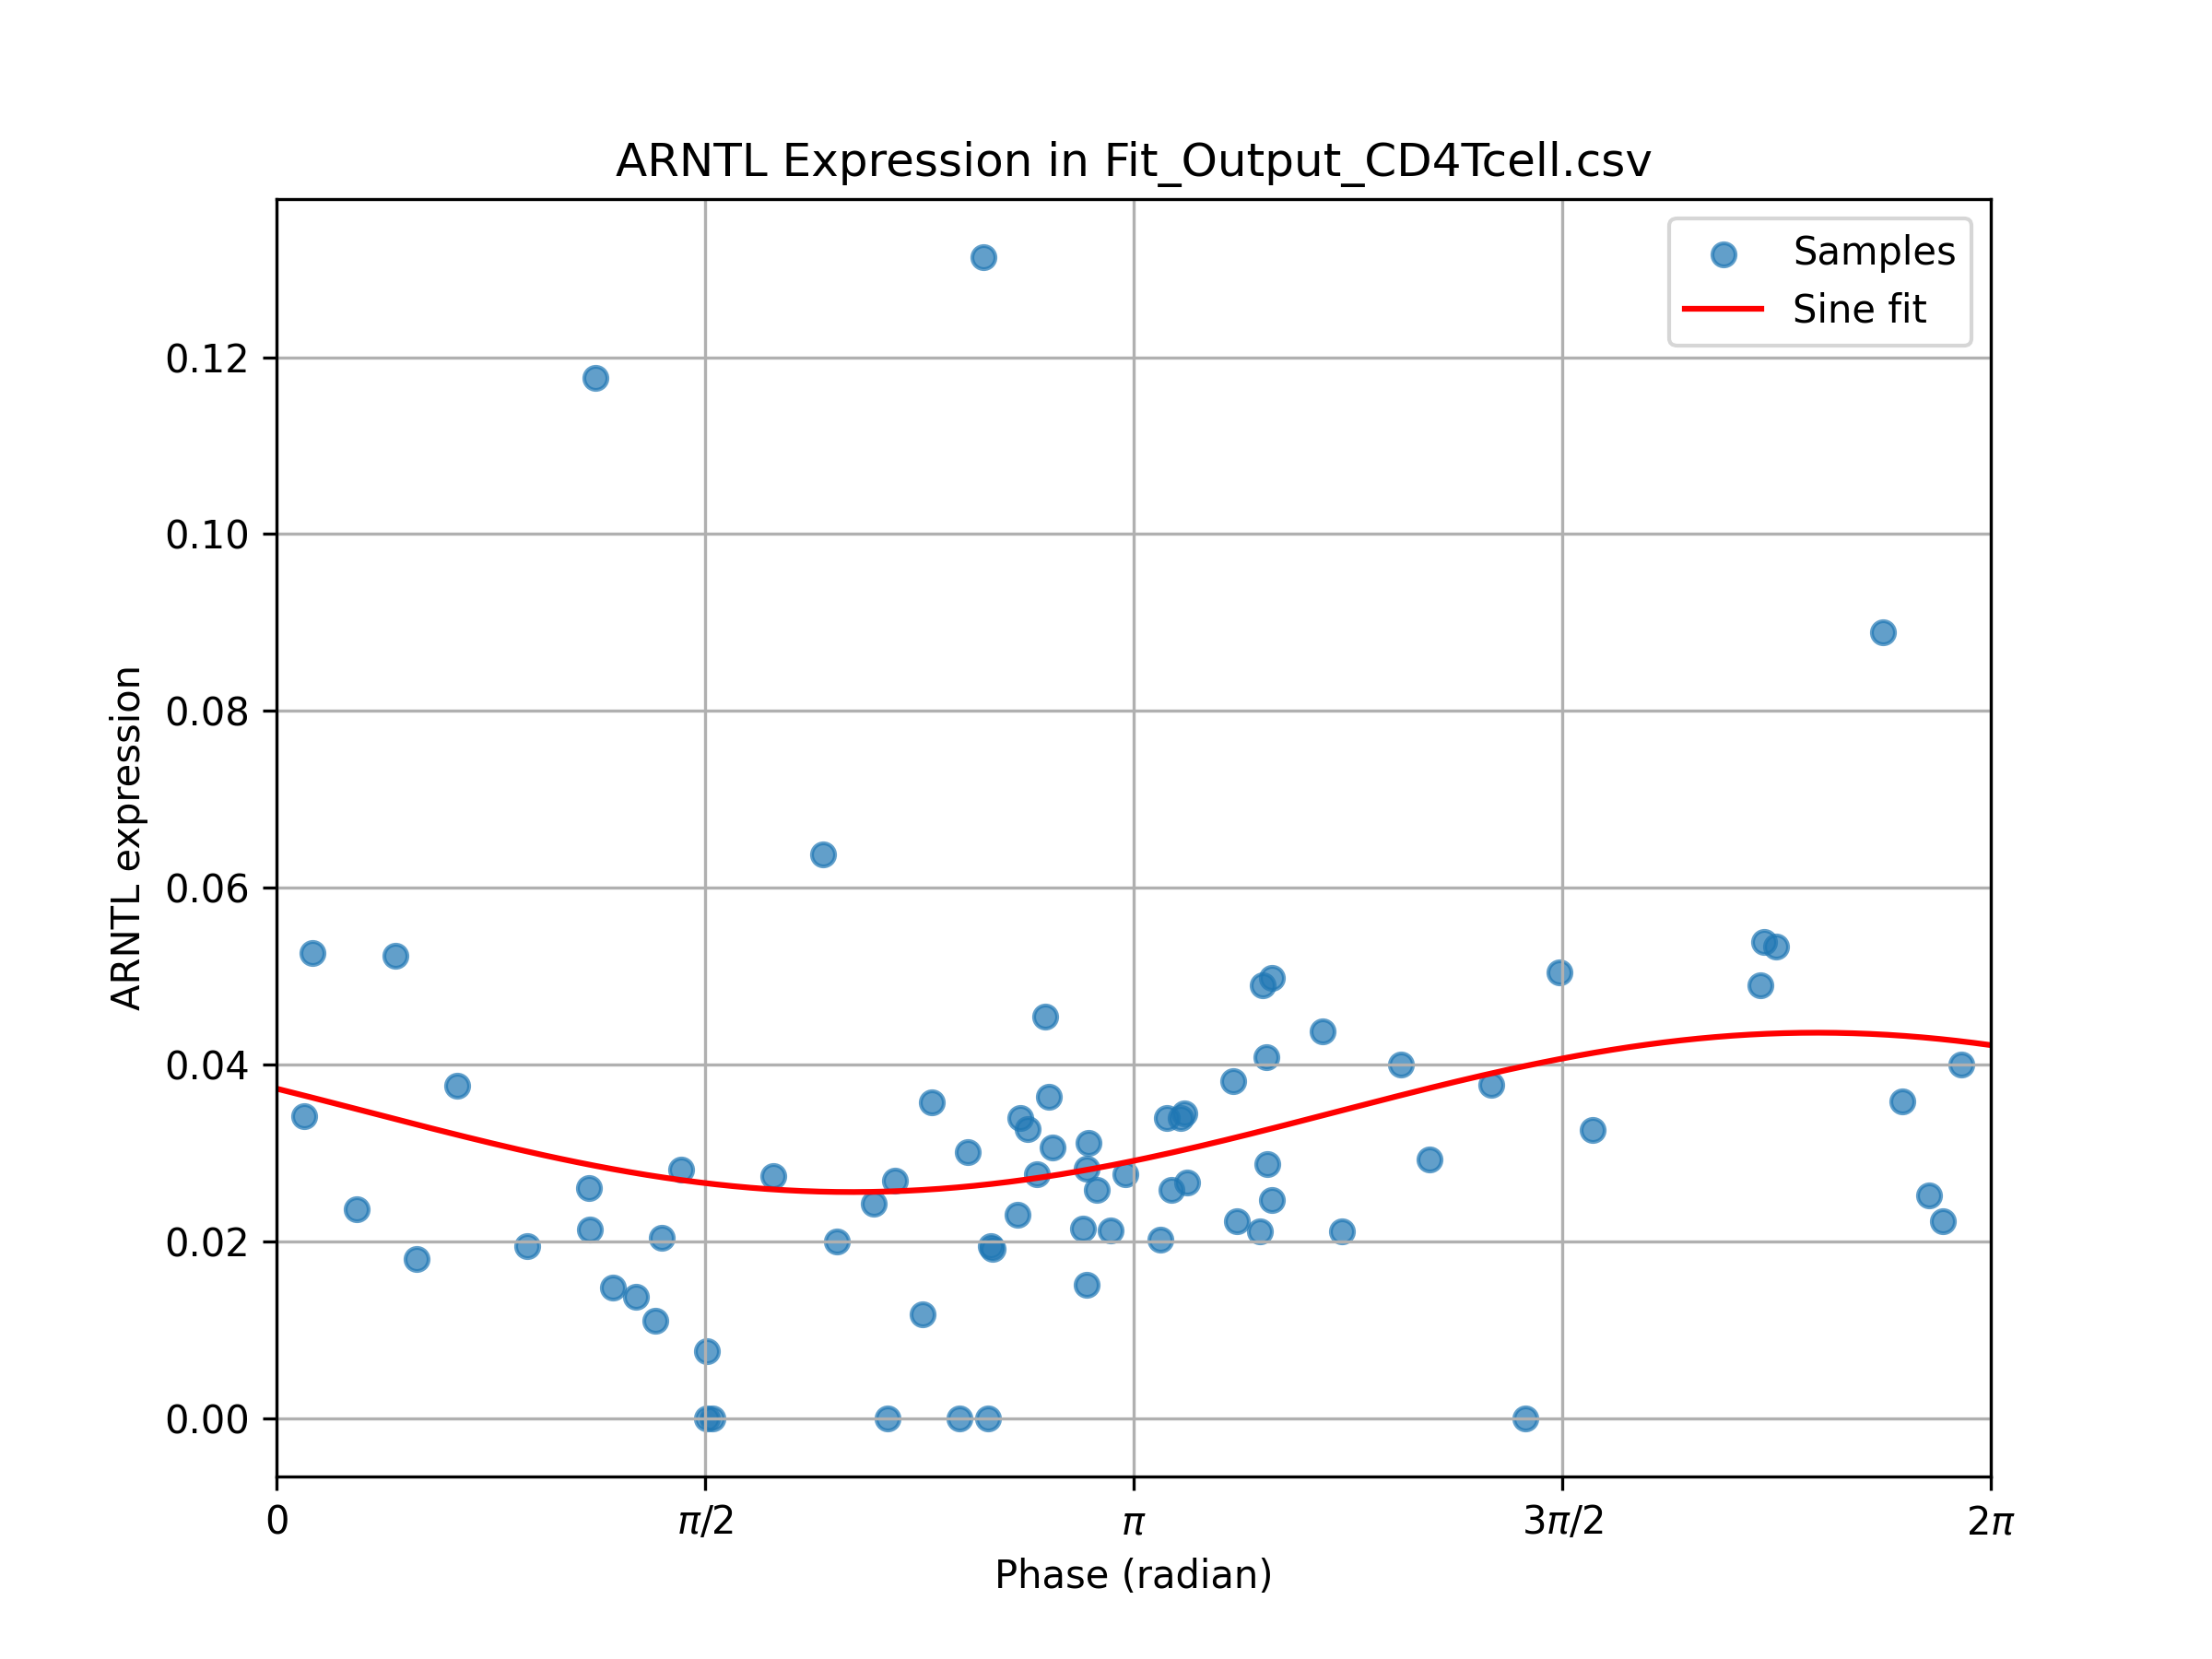 ARNTL Expression in Fit_Output_CD4Tcell.csv
Samples
Sine fit
ARNTL expression
0.12
0.10
0.08
0.06
0.04
0.02
0.00
0 π/2 π 3π/2 2π
Phase (radian)